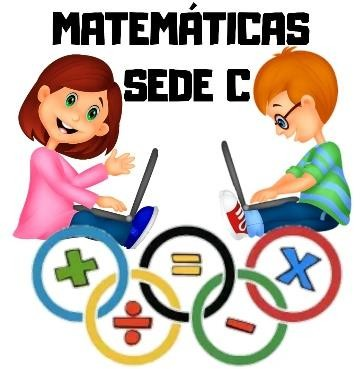 MATEMÁTICAS
SEDE C
+ = X
÷ -